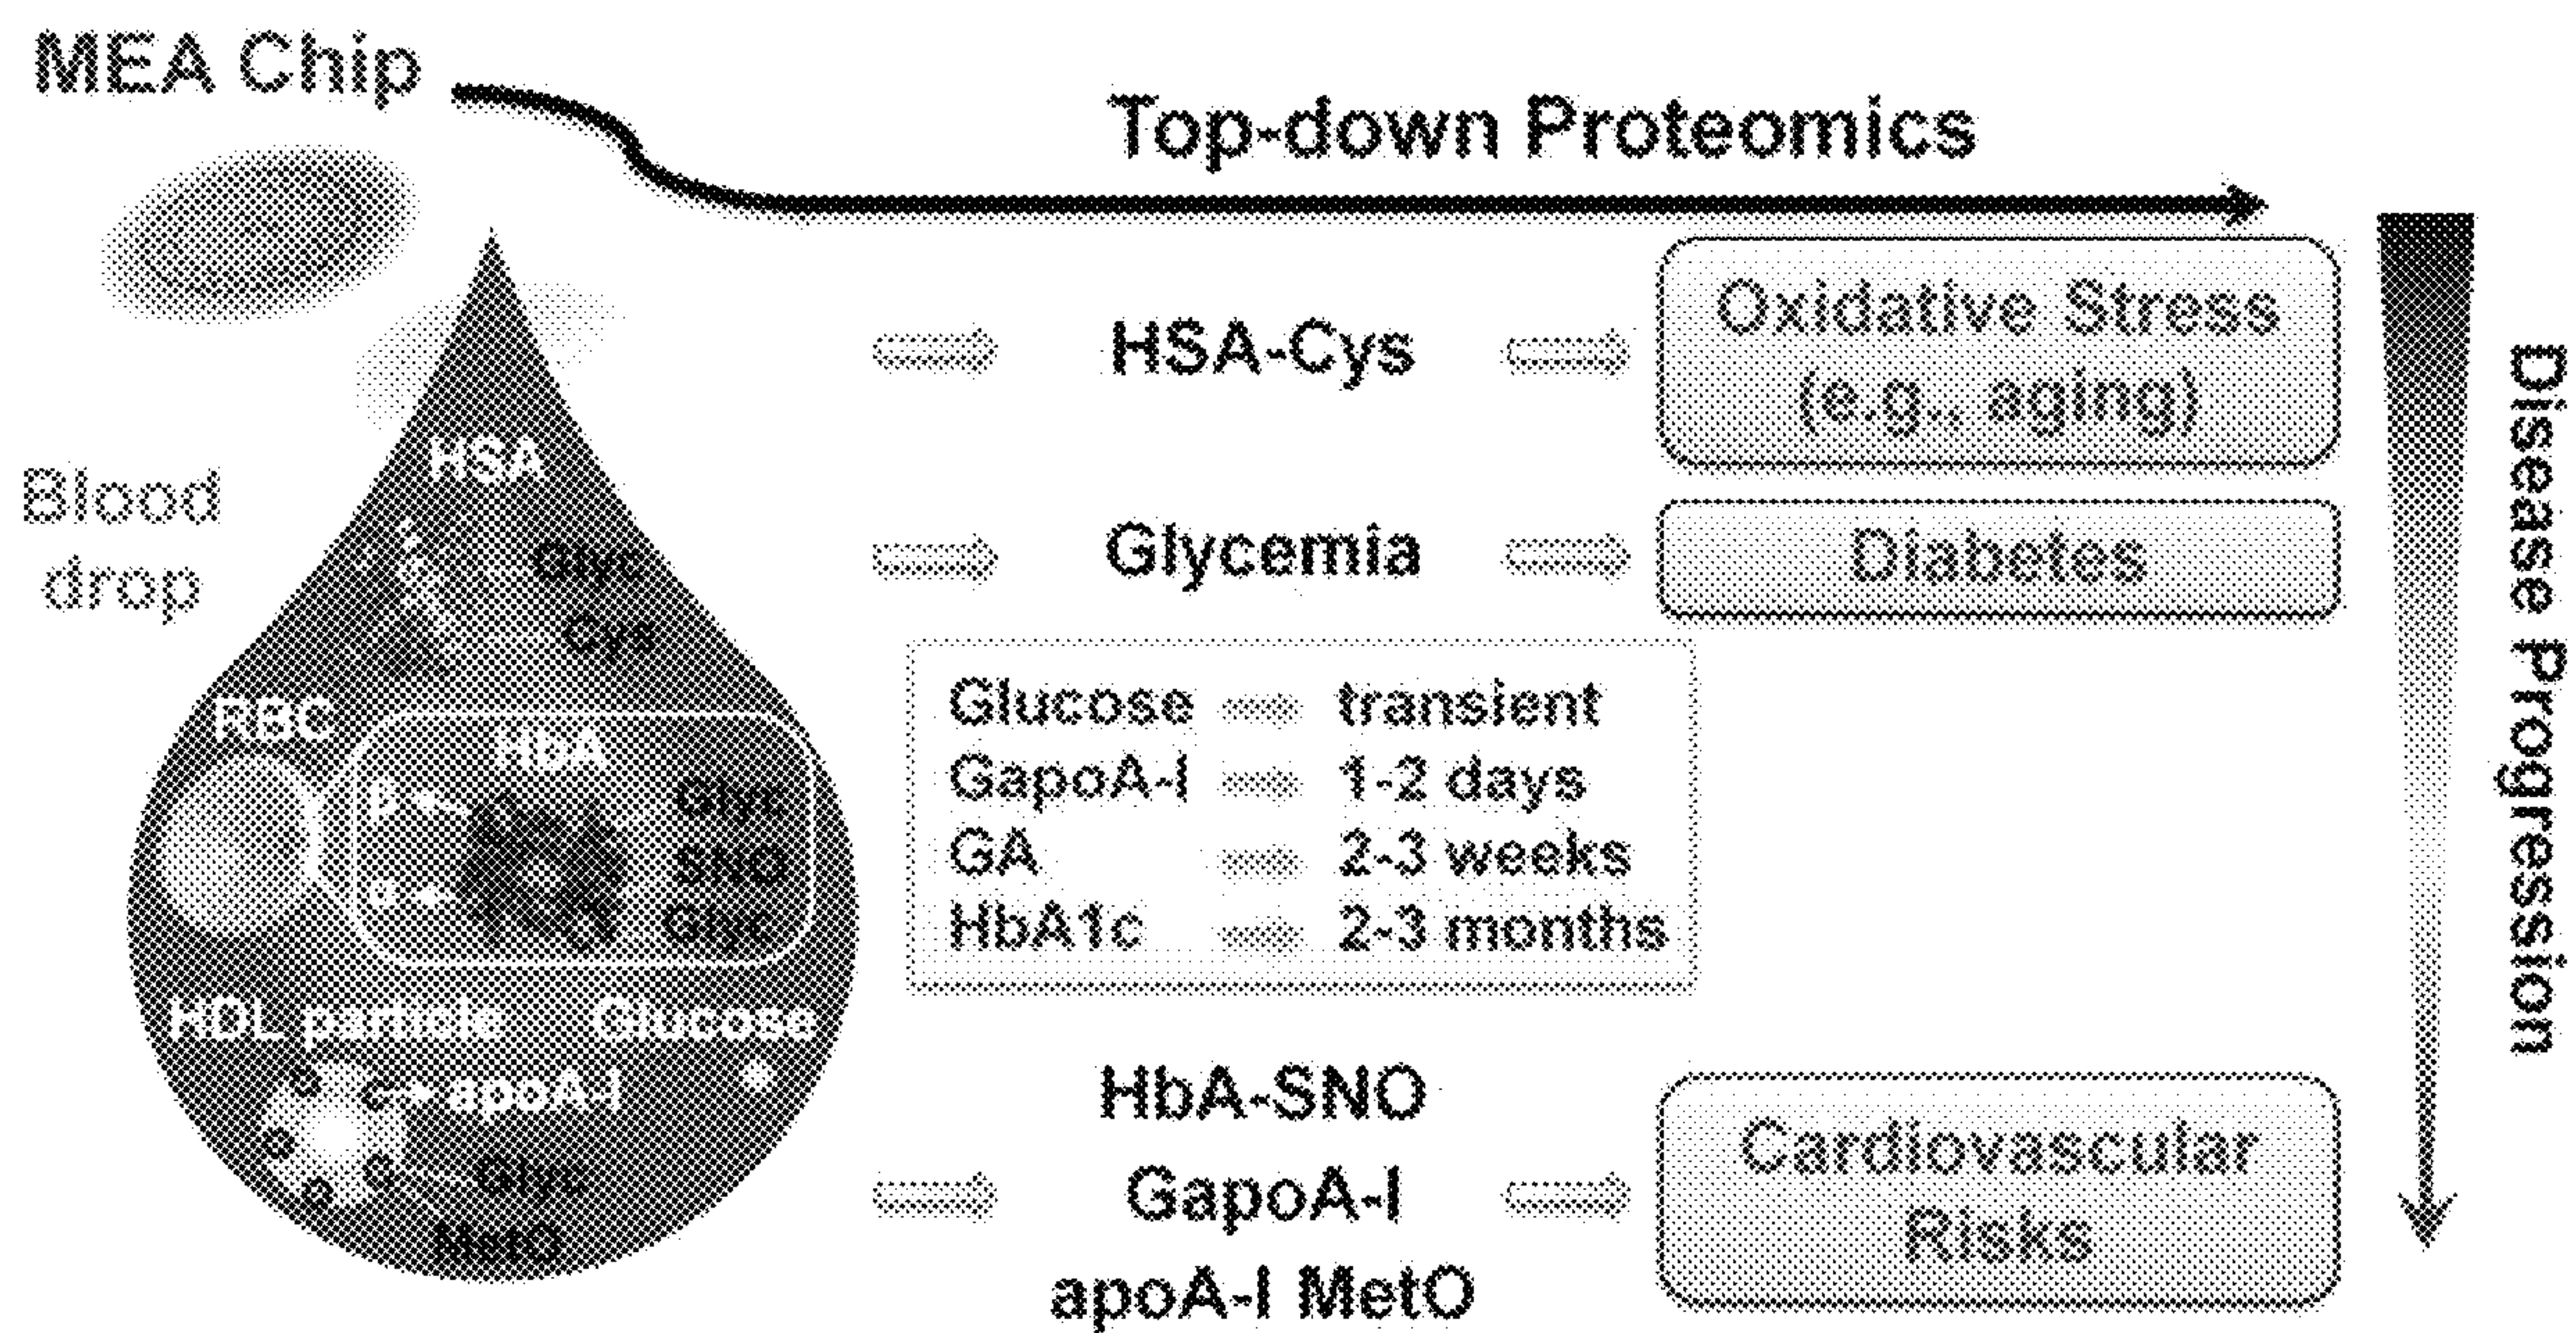 MEA Chip
Top-down Proteomics
Blood
drop
HSA
Glyc
Cys
RBC
HbA
β
α
Glyc
SNO
Glyc
HDL particle
Glucose
apoA-I
Glyc
MetO
HSA-Cys
Oxidative Stress
(e.g., aging)
Glycemia
Diabetes
Glucose transient
GapoA-I 1-2 days
GA 2-3 weeks
HbA1c 2-3 months
HbA-SNO
GapoA-I
apoA-I MetO
Cardiovascular
Risks
Disease Progression